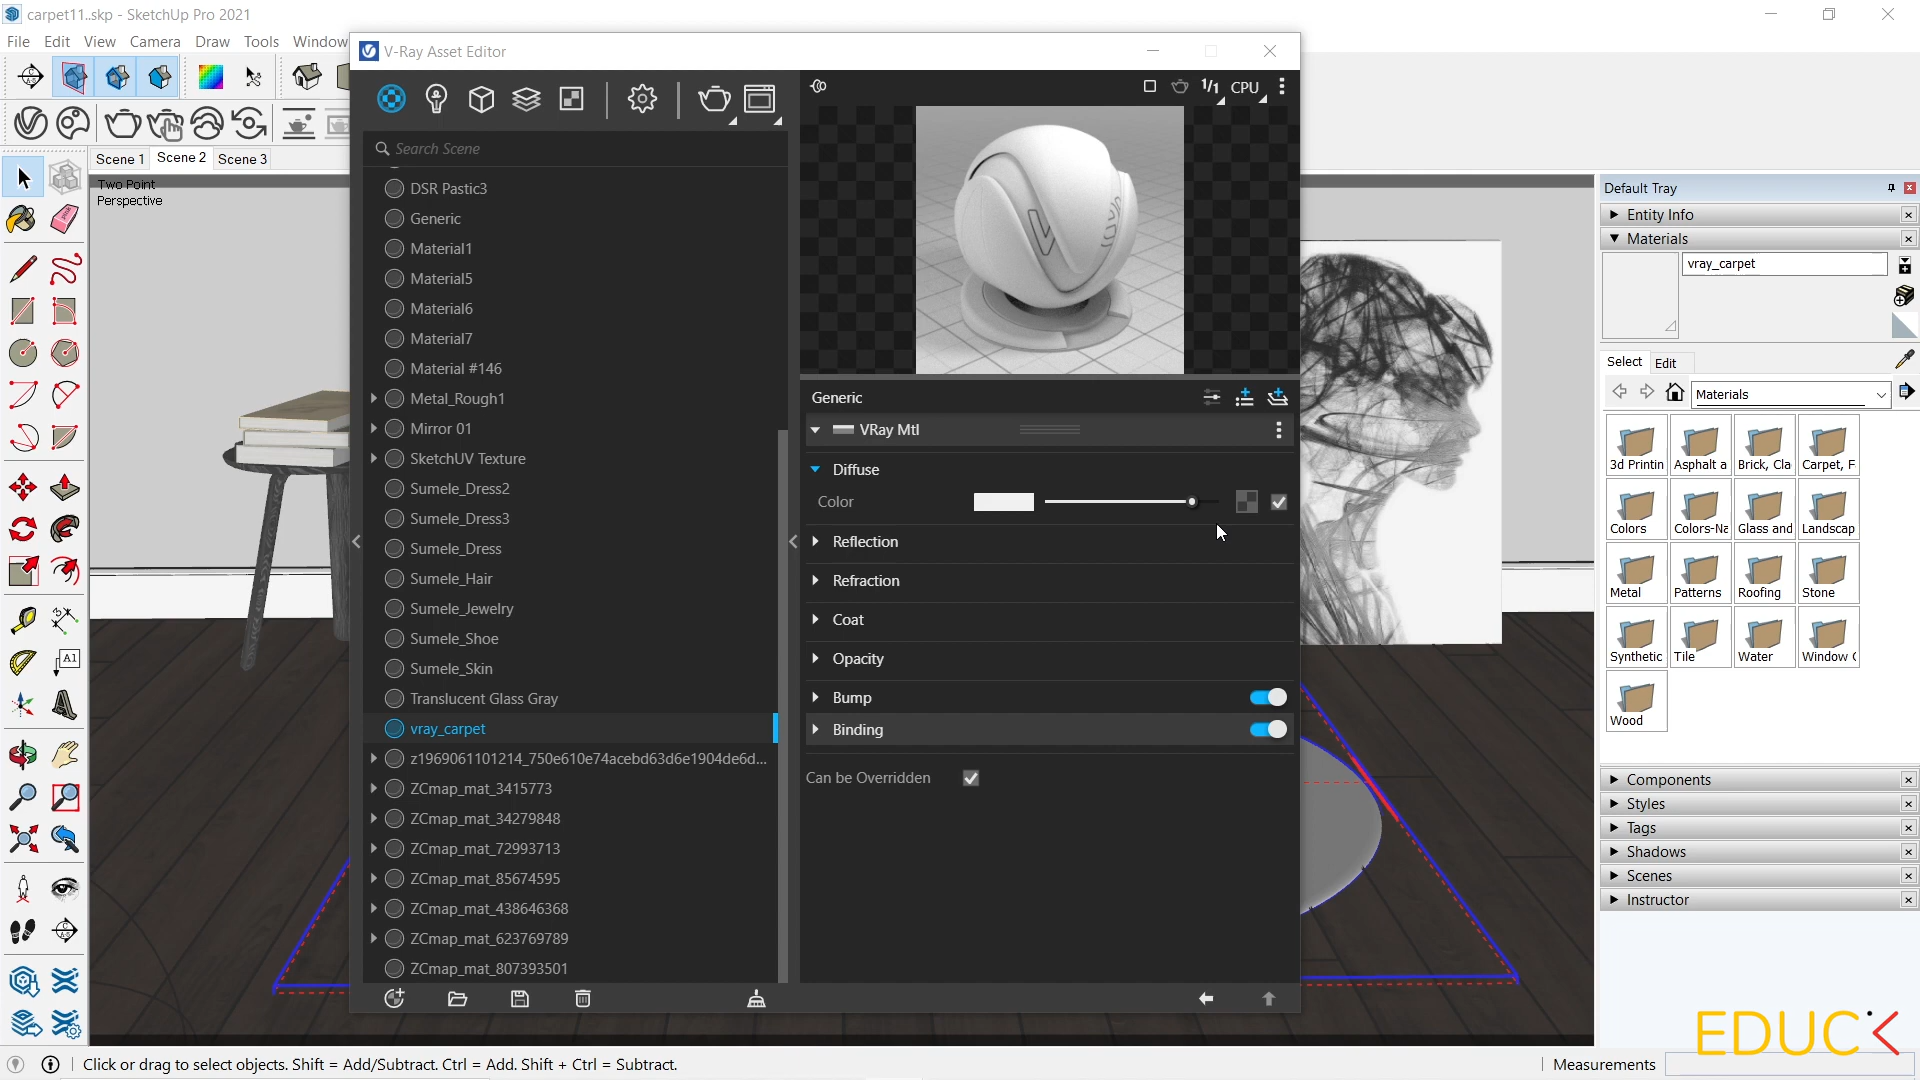 carpet11..skp - SketchUp Pro 2021
File Edit View Camera Draw Tools Window
V-Ray Asset Editor
1/1 CPU
Search Scene
Scene 1 Scene 2 Scene 3
Two Point
Perspective
DSR Pastic3
Generic
Material1
Material5
Material6
Material7
Material #146
Metal_Rough1
Mirror 01
SketchUV Texture
Sumele_Dress2
Sumele_Dress3
Sumele_Dress
Sumele_Hair
Sumele_Jewelry
Sumele_Shoe
Sumele_Skin
Translucent Glass Gray
vray_carpet
z1969061101214_750e610e74acebd63d6e1904de6d...
ZCmap_mat_3415773
ZCmap_mat_34279848
ZCmap_mat_72993713
ZCmap_mat_85674595
ZCmap_mat_438646368
ZCmap_mat_623769789
ZCmap_mat_807393501
Generic
VRay Mtl
Diffuse
Color
Reflection
Refraction
Coat
Opacity
Bump
Binding
Can be Overridden
Default Tray
Entity Info
Materials
vray_carpet
Select Edit
Materials
3d Printin Asphalt a Brick, Cla Carpet, F
Colors Colors-Na Glass and Landscap
Metal Patterns Roofing Stone
Synthetic Tile Water Window (
Wood
Components
Styles
Tags
Shadows
Scenes
Instructor
A1
EDUCK
Click or drag to select objects. Shift = Add/Subtract. Ctrl = Add. Shift + Ctrl = Subtract.
Measurements